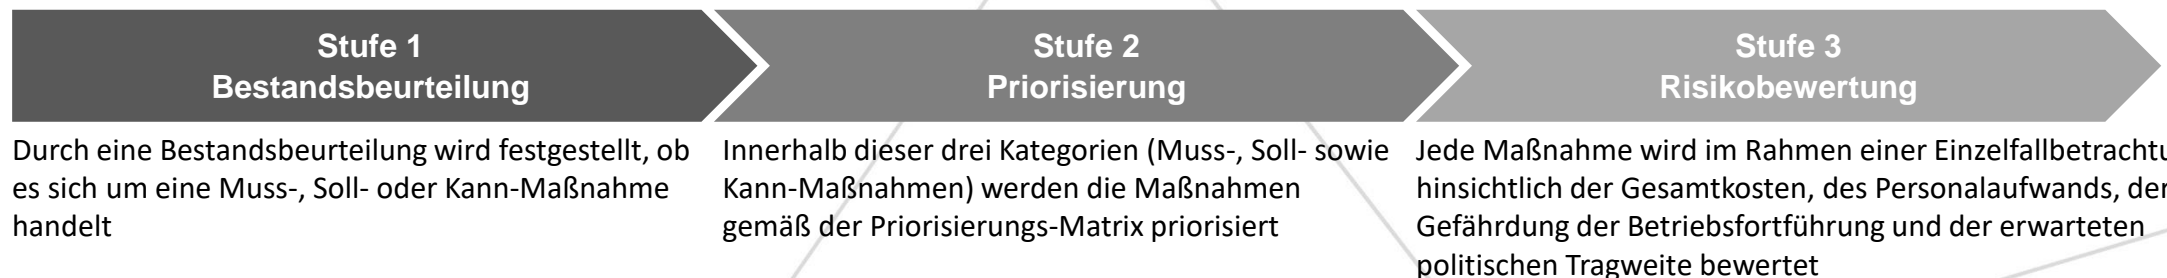 Stufe 1
Bestandsbeurteilung
Durch eine Bestandsbeurteilung wird festgestellt, ob
es sich um eine Muss-, Soll- oder Kann-Maßnahme
handelt
Stufe 2
Priorisierung
Innerhalb dieser drei Kategorien (Muss-, Soll- sowie
Kann-Maßnahmen) werden die Maßnahmen
gemäß der Priorisierungs-Matrix priorisiert
Stufe 3
Risikobewertung
Jede Maßnahme wird im Rahmen einer
hinsichtlich der Gesamtkosten, des Personalaufwands, der
Gefährdung der Betriebsfortführung und der erwarteten
politischen Tragweite bewertet